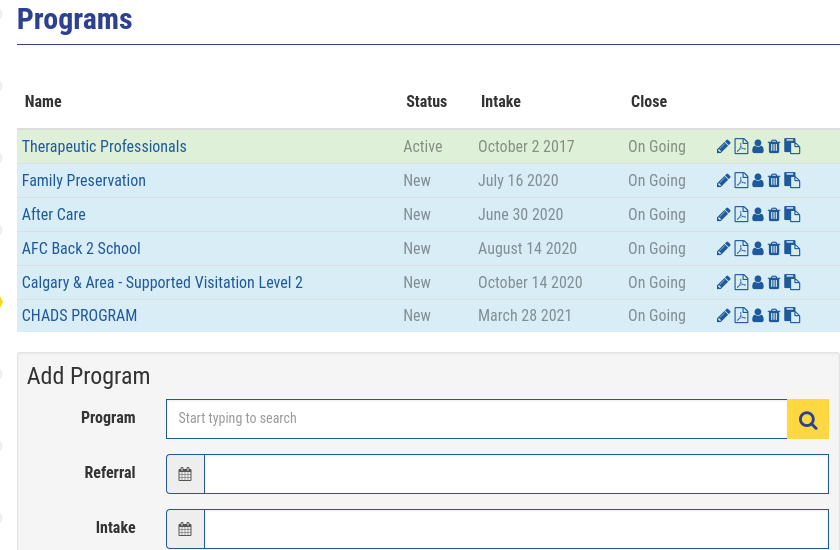 Programs
Name Status Intake Close
Therapeutic Professionals Active October 2 2017 On Going
Family Preservation New July 16 2020 On Going
After Care New June 30 2020 On Going
AFC Back 2 School New August 14 2020 On Going
Calgary & Area - Supported Visitation Level 2 New October 14 2020 On Going
CHADS PROGRAM New March 28 2021 On Going
Add Program
Program Start typing to search
Referral
Intake